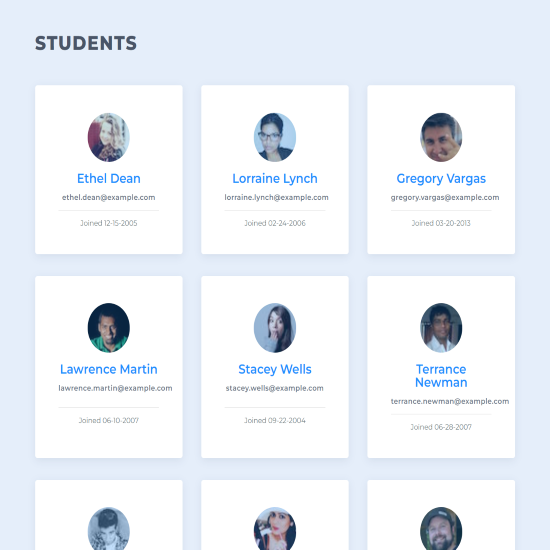 STUDENTS
Ethel Dean
ethel.dean@example.com
Joined 12-15-2005
Lorraine Lynch
lorraine.lynch@example.com
Joined 02-24-2006
Gregory Vargas
gregory.vargas@example.com
Joined 03-20-2013
Lawrence Martin
lawrence.martin@example.com
Joined 06-10-2007
Stacey Wells
stacey.wells@example.com
Joined 09-22-2004
Terrance
Newman
terrance.newman@example.com
Joined 06-28-2007